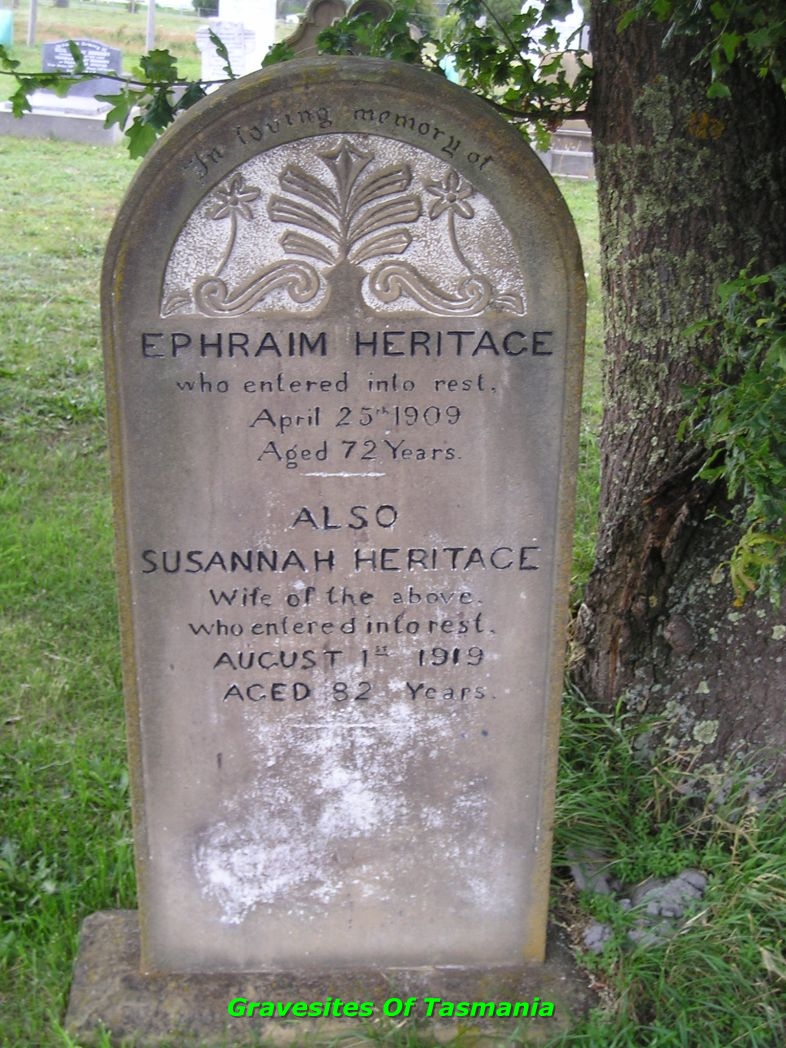 In loving memory of
EPHRAIM HERITAGE
who entered into rest,
April 25th 1909
Aged 72 Years.
ALSO
SUSANNAH HERITAGE
Wife of the above,
who entered into rest,
AUGUST 1st 1919
AGED 82 Years.
Gravesites Of Tasmania